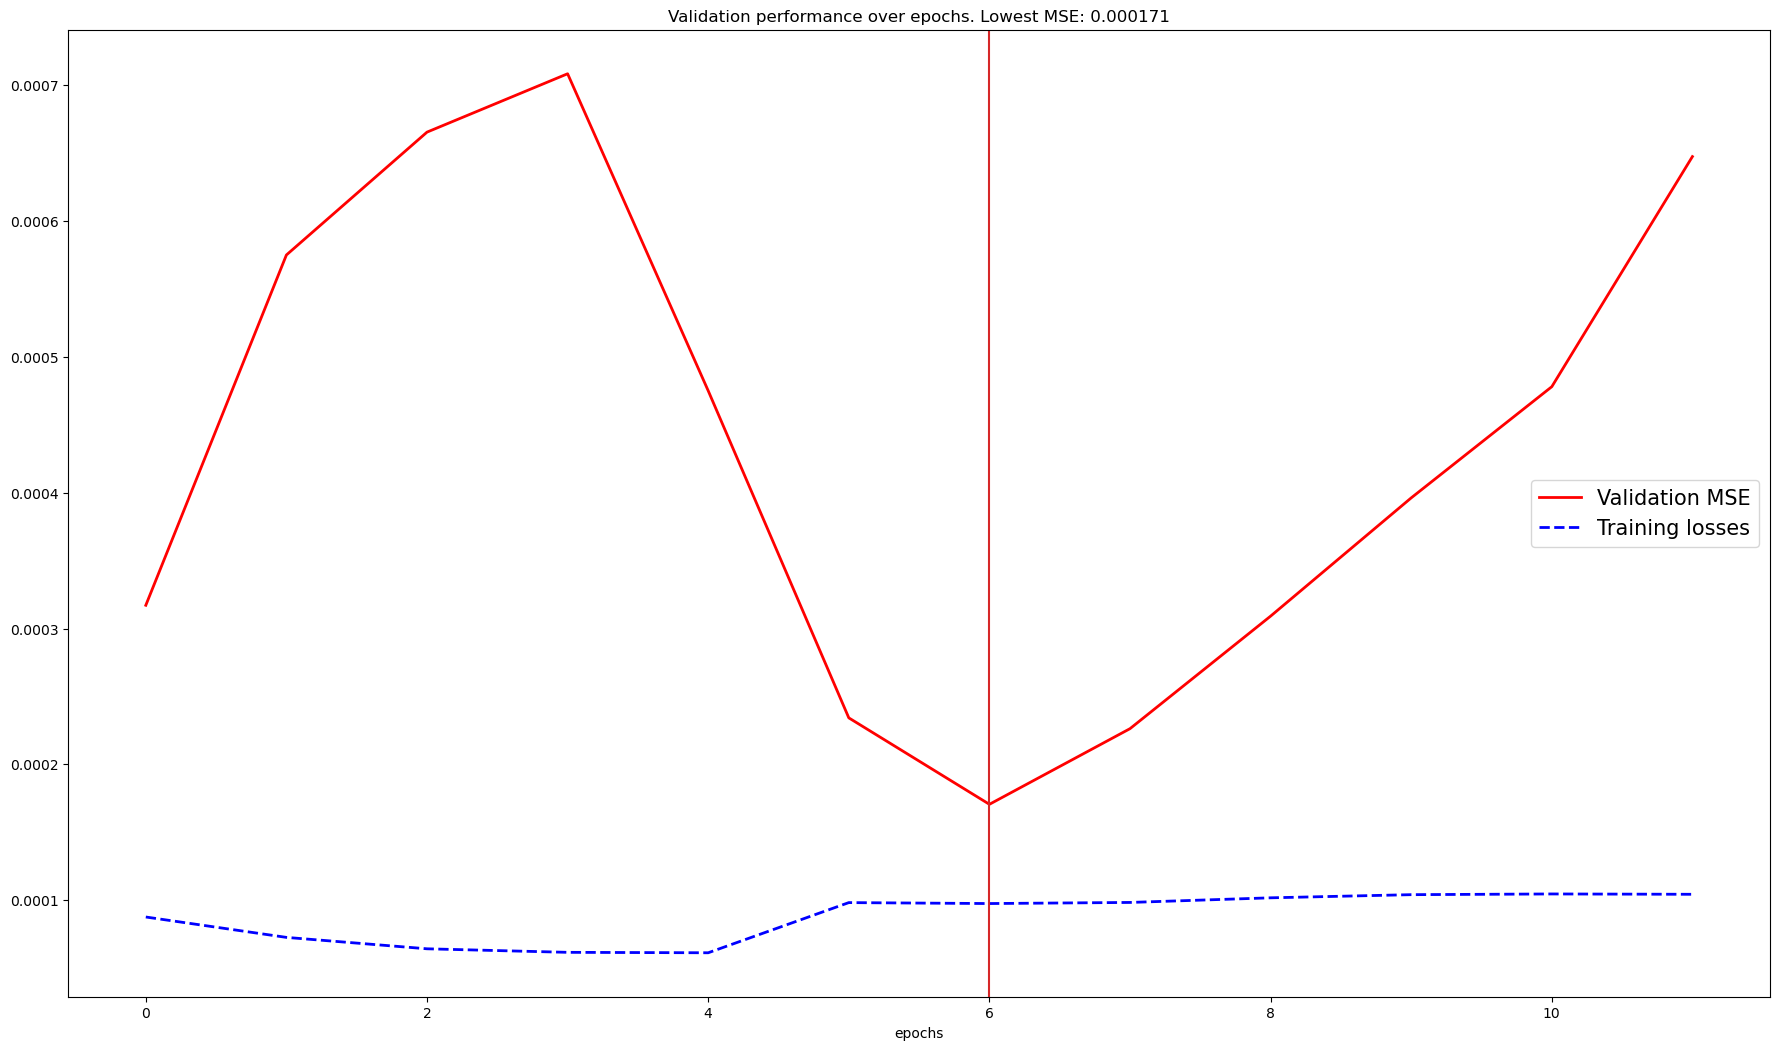 Validation performance over epochs. Lowest MSE: 0.000171
0.0007
0.0006
0.0005
0.0004
0.0003
0.0002
0.0001
Validation MSE
Training losses
0 2 4 6 8 10
epochs